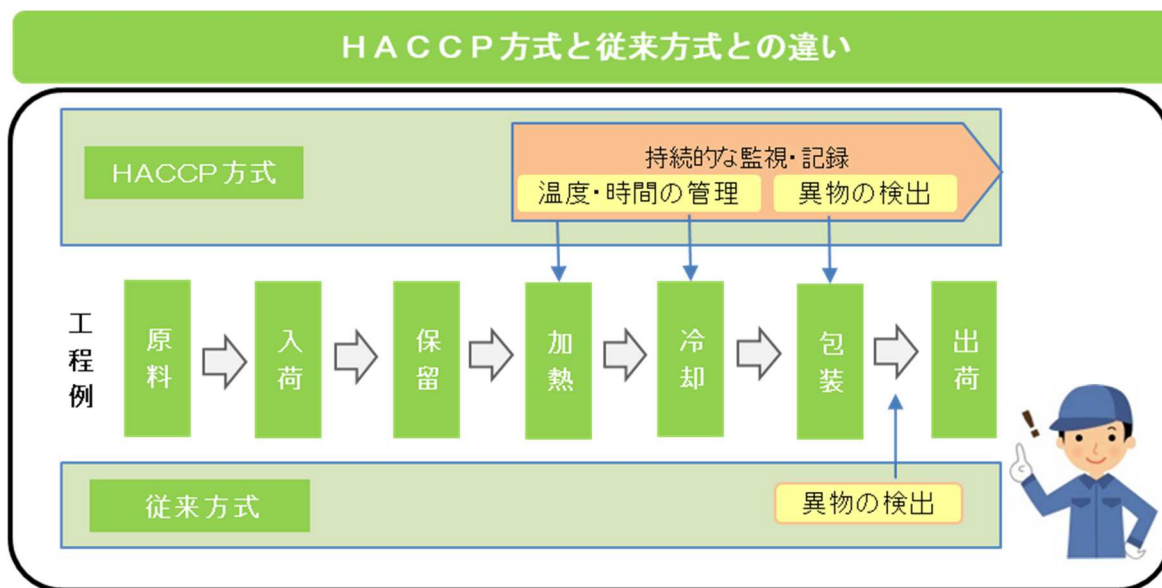 HACCP方式と従来方式との違い
HACCP方式
持続的な監視・記録
温度・時間の管理
異物の検出
工程例
原料
入荷
保留
加熱
冷却
包装
出荷
従来方式
異物の検出